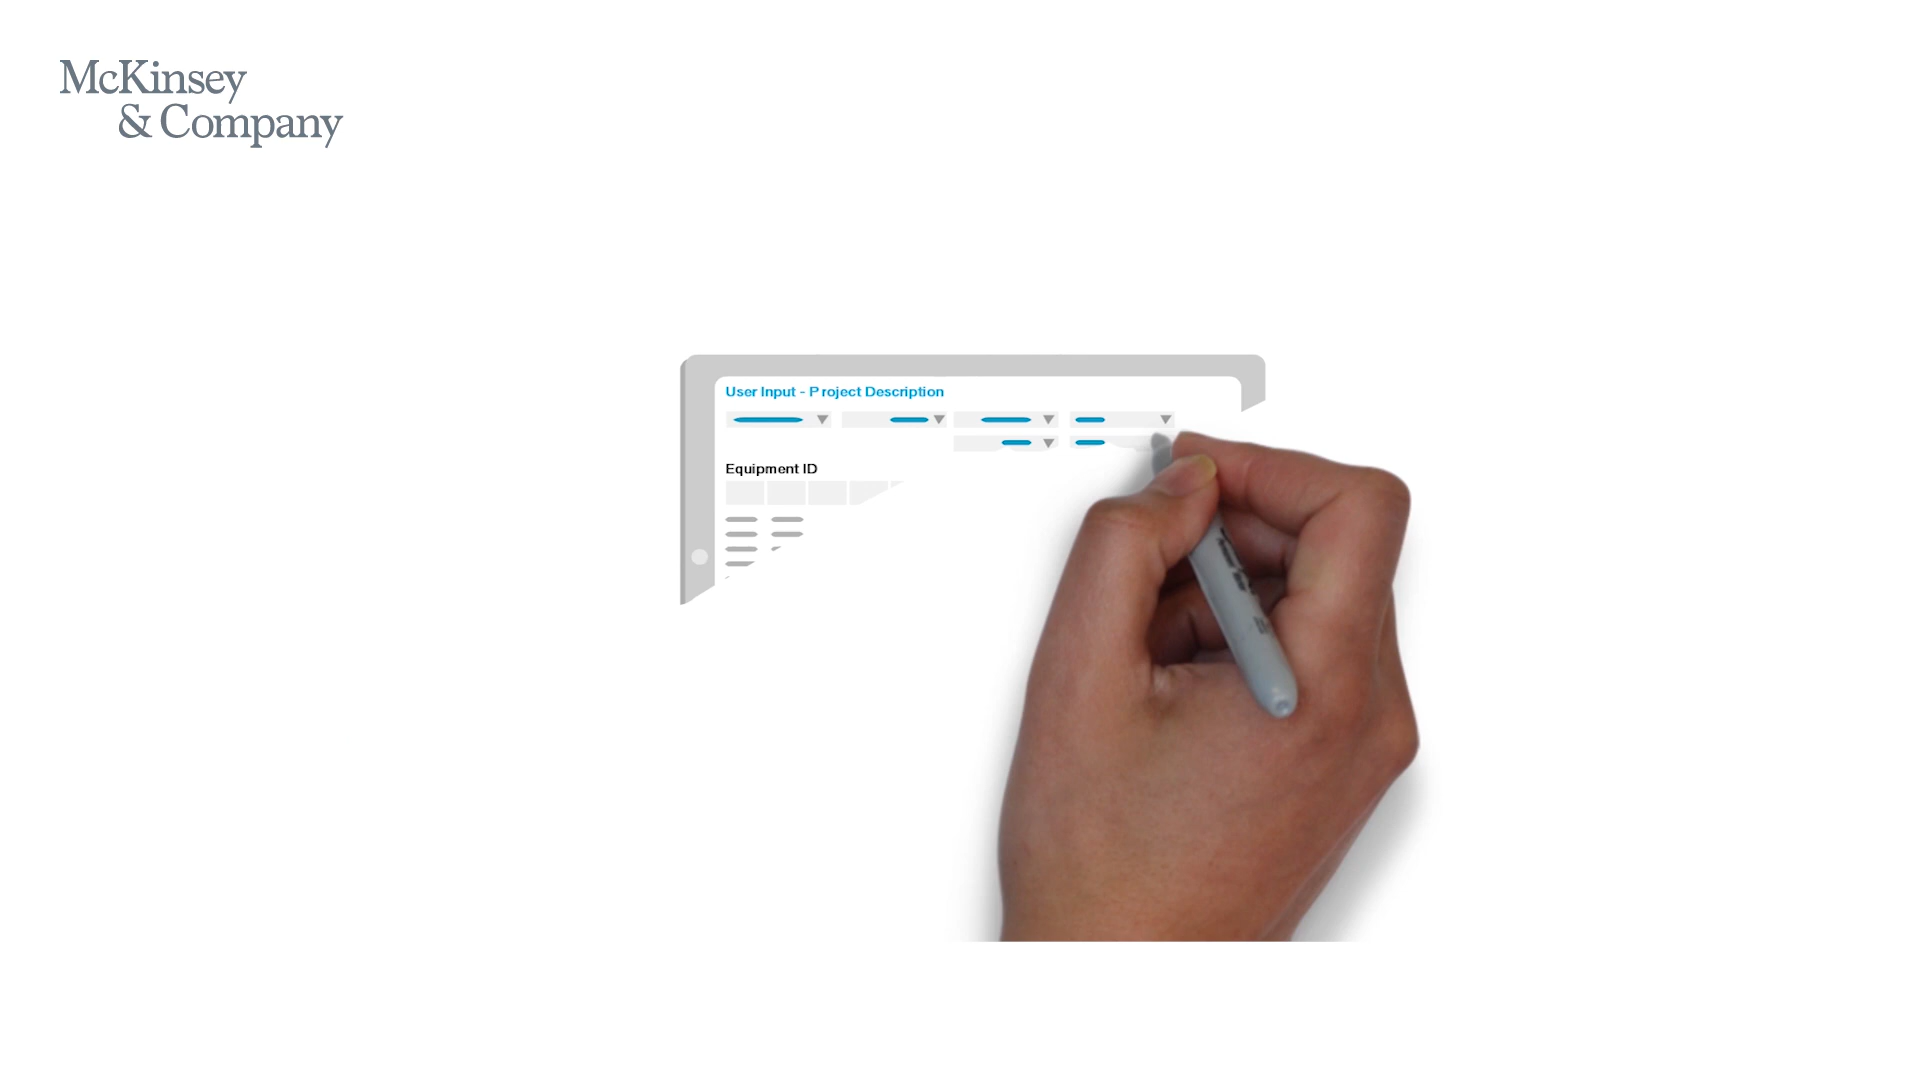 McKinsey
& Company
User Input - Project Description
Equipment ID